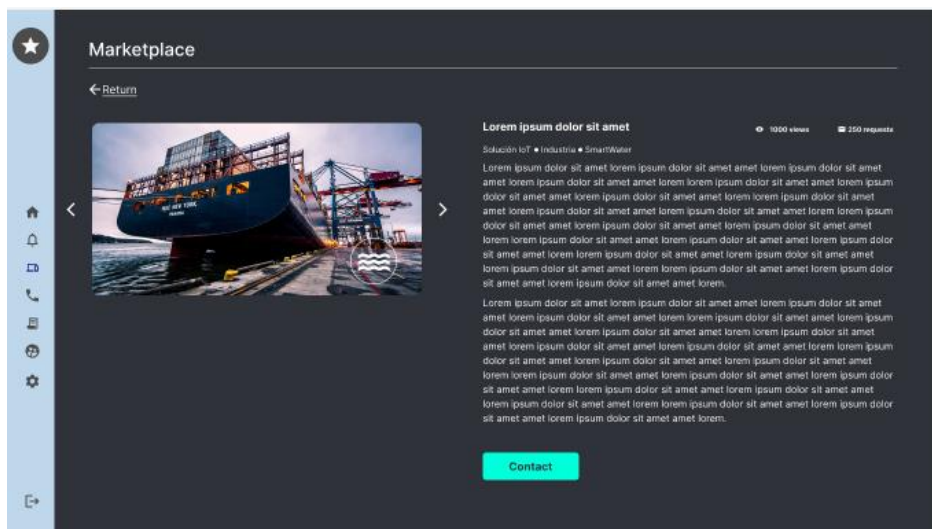 Marketplace
Return
MSC NEW YORK
PANAMA
Lorem ipsum dolor sit amet
1000 views
250 requests
Solución IoT • Industria • SmartWater
Lorem ipsum dolor sit amet lorem ipsum dolor sit amet amet lorem ipsum dolor sit amet
amet lorem ipsum dolor sit amet lorem lorem ipsum dolor sit amet amet lorem ipsum
dolor sit amet amet lorem ipsum dolor sit amet amet lorem lorem ipsum dolor sit amet
amet lorem ipsum dolor sit amet lorem ipsum dolor sit amet amet lorem ipsum dolor
sit amet amet lorem ipsum dolor sit amet amet lorem ipsum dolor sit amet amet
lorem lorem ipsum dolor sit amet amet lorem ipsum dolor sit amet lorem ipsum dolor
sit amet amet lorem lorem ipsum dolor sit amet amet lorem ipsum dolor sit amet amet
lorem ipsum dolor sit amet lorem lorem ipsum dolor sit amet amet lorem ipsum dolor
sit amet amet lorem ipsum dolor sit amet amet lorem.
Lorem ipsum dolor sit amet lorem ipsum dolor sit amet amet lorem ipsum dolor sit amet
amet lorem ipsum dolor sit amet lorem lorem ipsum dolor sit amet amet lorem ipsum
dolor sit amet amet lorem ipsum dolor sit amet amet lorem lorem ipsum dolor sit amet
amet lorem ipsum dolor sit amet lorem ipsum dolor sit amet amet lorem ipsum dolor
sit amet amet lorem ipsum dolor sit amet amet lorem ipsum dolor sit amet amet
lorem lorem ipsum dolor sit amet amet lorem ipsum dolor sit amet lorem ipsum dolor
sit amet amet lorem lorem ipsum dolor sit amet amet lorem ipsum dolor sit amet amet
lorem ipsum dolor sit amet lorem lorem ipsum dolor sit amet amet lorem ipsum dolor
sit amet amet lorem ipsum dolor sit amet amet lorem.
Contact